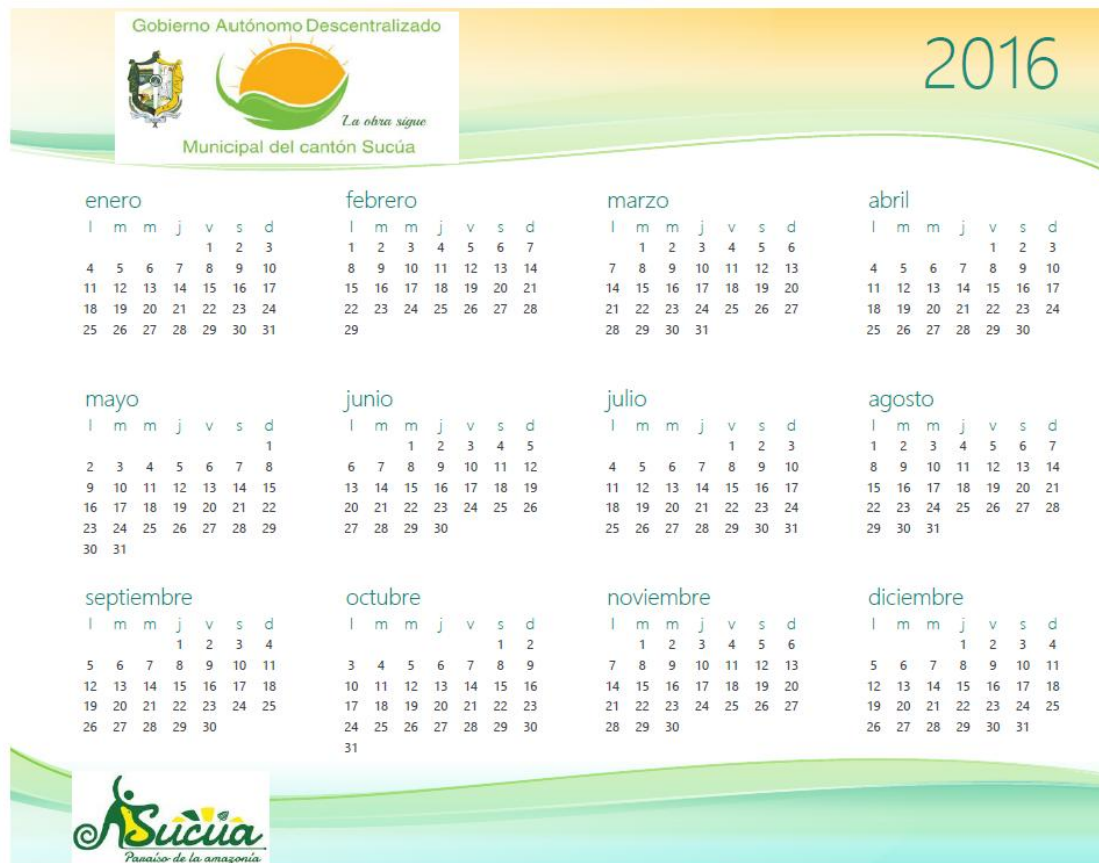 Gobierno Autónomo Descentralizado
2016
La obra sigue
Municipal del cantón Sucúa
enero
l m m j v s d
1 2 3
4 5 6 7 8 9 10
11 12 13 14 15 16 17
18 19 20 21 22 23 24
25 26 27 28 29 30 31
febrero
l m m j v s d
1 2 3 4 5 6 7
8 9 10 11 12 13 14
15 16 17 18 19 20 21
22 23 24 25 26 27 28
29
marzo
l m m j v s d
1 2 3 4 5 6
7 8 9 10 11 12 13
14 15 16 17 18 19 20
21 22 23 24 25 26 27
28 29 30 31
abril
l m m j v s d
1 2 3
4 5 6 7 8 9 10
11 12 13 14 15 16 17
18 19 20 21 22 23 24
25 26 27 28 29 30
mayo
l m m j v s d
1
2 3 4 5 6 7 8
9 10 11 12 13 14 15
16 17 18 19 20 21 22
23 24 25 26 27 28 29
30 31
junio
l m m j v s d
1 2 3 4 5
6 7 8 9 10 11 12
13 14 15 16 17 18 19
20 21 22 23 24 25 26
27 28 29 30
julio
l m m j v s d
1 2 3
4 5 6 7 8 9 10
11 12 13 14 15 16 17
18 19 20 21 22 23 24
25 26 27 28 29 30 31
agosto
l m m j v s d
1 2 3 4 5 6 7
8 9 10 11 12 13 14
15 16 17 18 19 20 21
22 23 24 25 26 27 28
29 30 31
septiembre
l m m j v s d
1 2 3 4
5 6 7 8 9 10 11
12 13 14 15 16 17 18
19 20 21 22 23 24 25
26 27 28 29 30
octubre
l m m j v s d
1 2
3 4 5 6 7 8 9
10 11 12 13 14 15 16
17 18 19 20 21 22 23
24 25 26 27 28 29 30
31
noviembre
l m m j v s d
1 2 3 4 5 6
7 8 9 10 11 12 13
14 15 16 17 18 19 20
21 22 23 24 25 26 27
28 29 30
diciembre
l m m j v s d
1 2 3 4
5 6 7 8 9 10 11
12 13 14 15 16 17 18
19 20 21 22 23 24 25
26 27 28 29 30 31
Sucúa
Paraíso de la amazonía